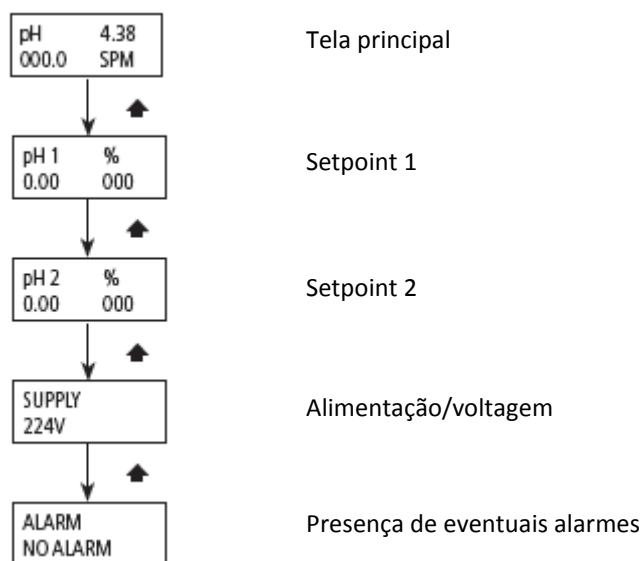 pH 4.38
000.0 SPM
Tela principal
pH 1 %
0.00 000
Setpoint 1
pH 2 %
0.00 000
Setpoint 2
SUPPLY
224V
Alimentação/voltagem
ALARM
NO ALARM
Presença de eventuais alarmes